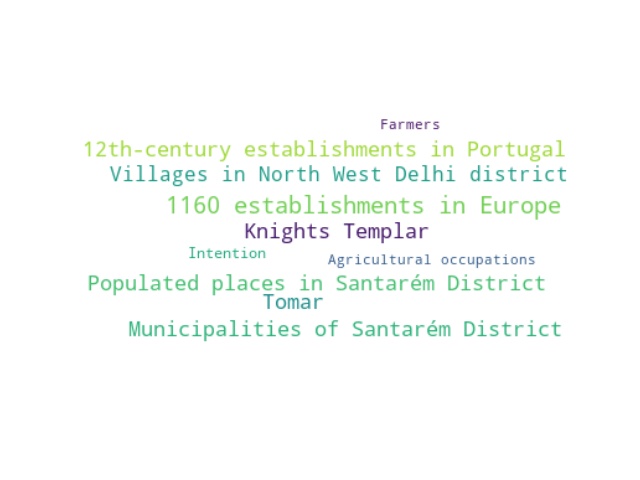 Farmers
12th-century establishments in Portugal
Villages in North West Delhi district
1160 establishments in Europe
Knights Templar
Intention
Agricultural occupations
Populated places in Santarém District
Tomar
Municipalities of Santarém District